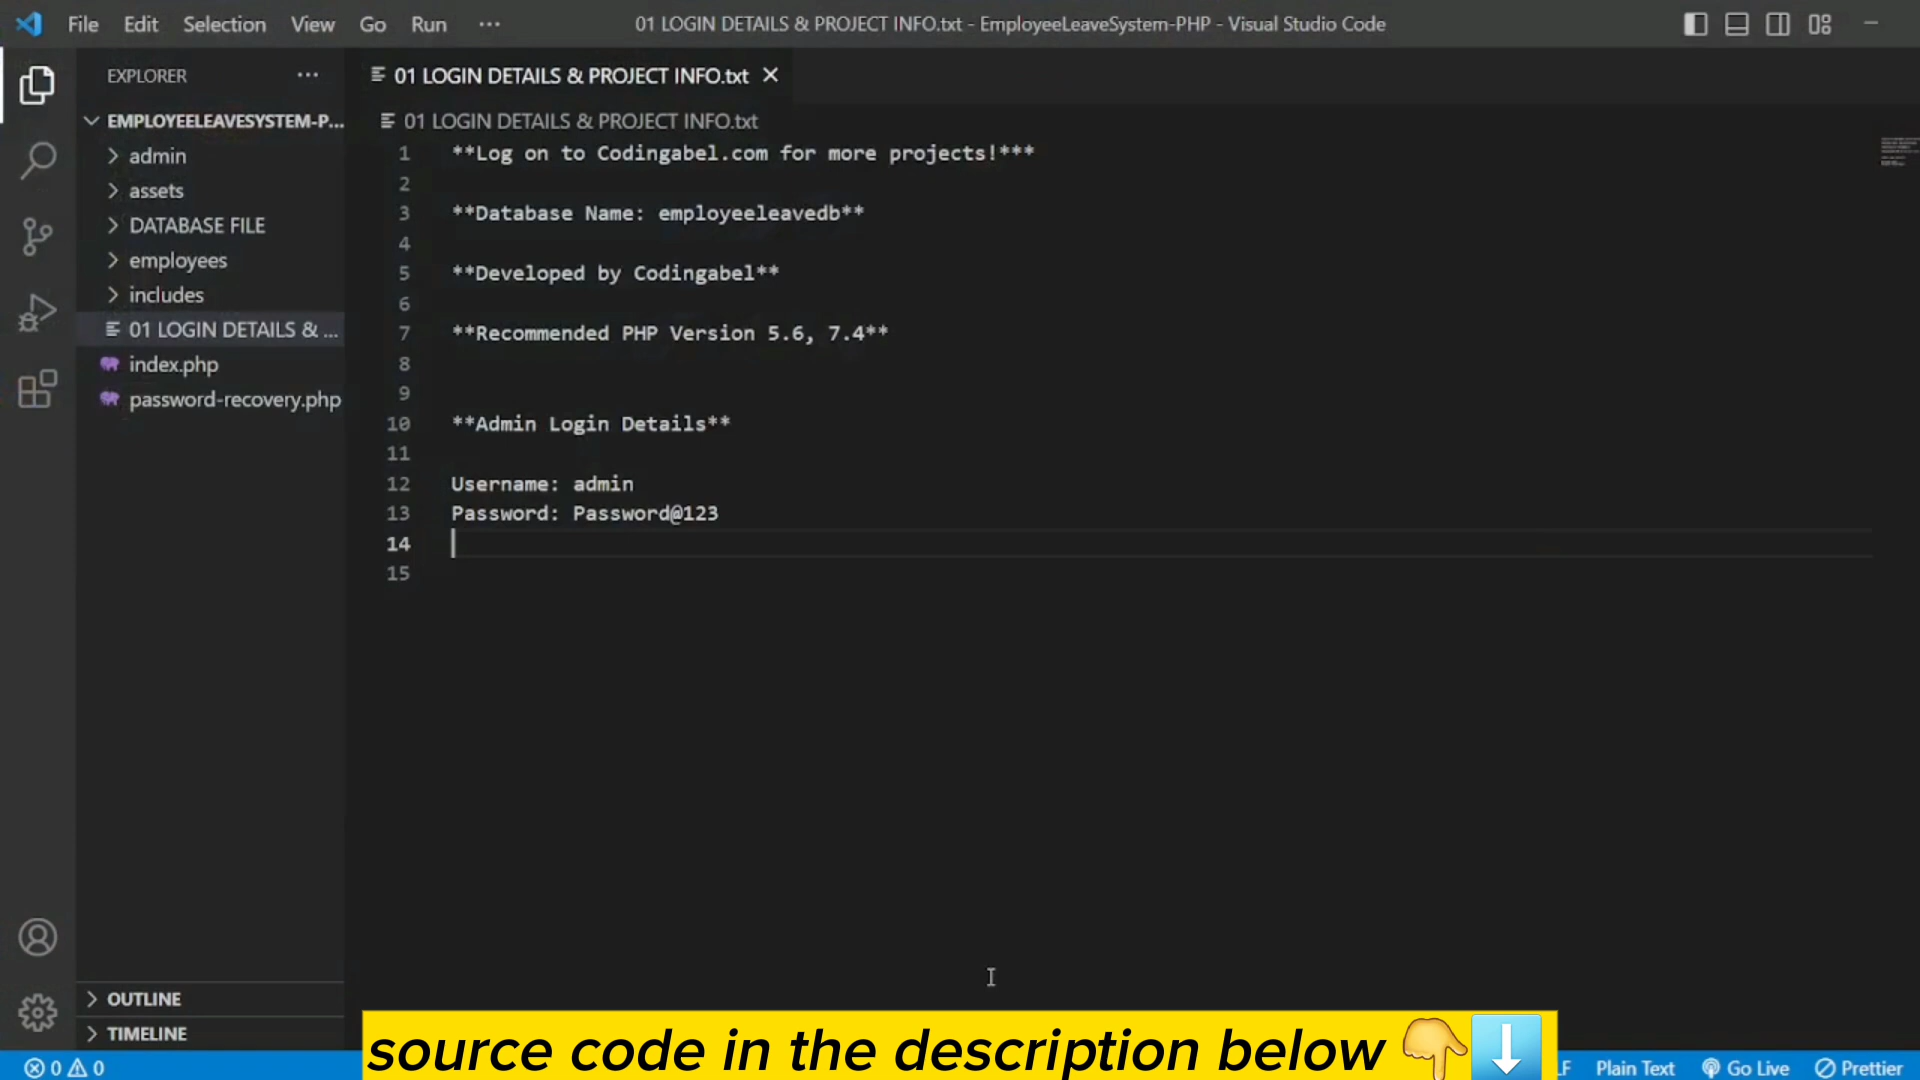 File Edit Selection View Go Run ··· 01 LOGIN DETAILS & PROJECT INFO.txt - EmployeeLeaveSystem-PHP - Visual Studio Code
EXPLORER ···
EMPLOYEELEAVESYSTEM-P...
admin
assets
DATABASE FILE
employees
includes
01 LOGIN DETAILS & ...
index.php
password-recovery.php
OUTLINE
TIMELINE
01 LOGIN DETAILS & PROJECT INFO.txt
01 LOGIN DETAILS & PROJECT INFO.txt
1 **Log on to Codingabel.com for more projects!***
2
3 **Database Name: employeeleavedb**
4
5 **Developed by Codingabel**
6
7 **Recommended PHP Version 5.6, 7.4**
8
9
10 **Admin Login Details**
11
12 Username: admin
13 Password: Password@123
14
15
source code in the description below 👇⬇️
0 0 LF Plain Text Go Live Prettier